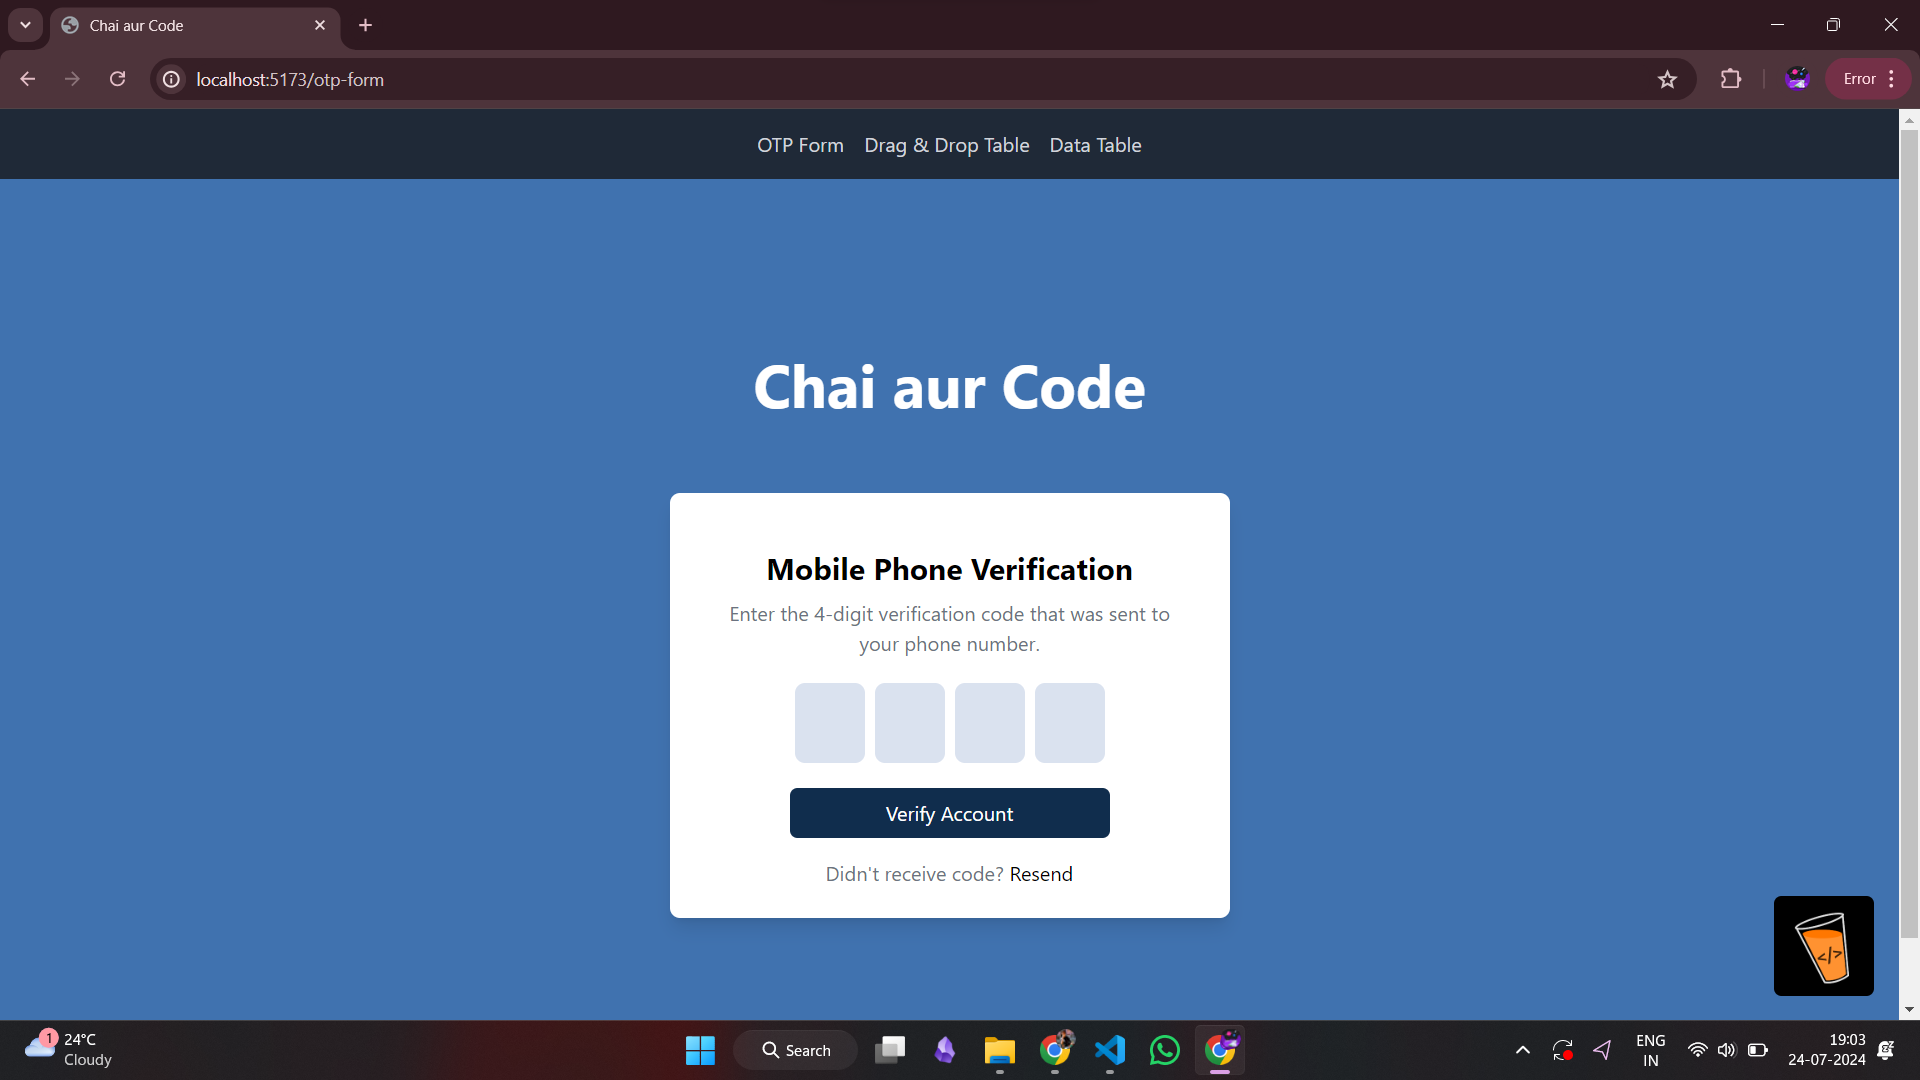 Chai aur Code
localhost:5173/otp-form
Error
OTP Form Drag & Drop Table Data Table
Chai aur Code
Mobile Phone Verification
Enter the 4-digit verification code that was sent to
your phone number.
Verify Account
Didn't receive code? Resend
</>
1
24°C
Cloudy
Search
ENG
IN
19:03
24-07-2024